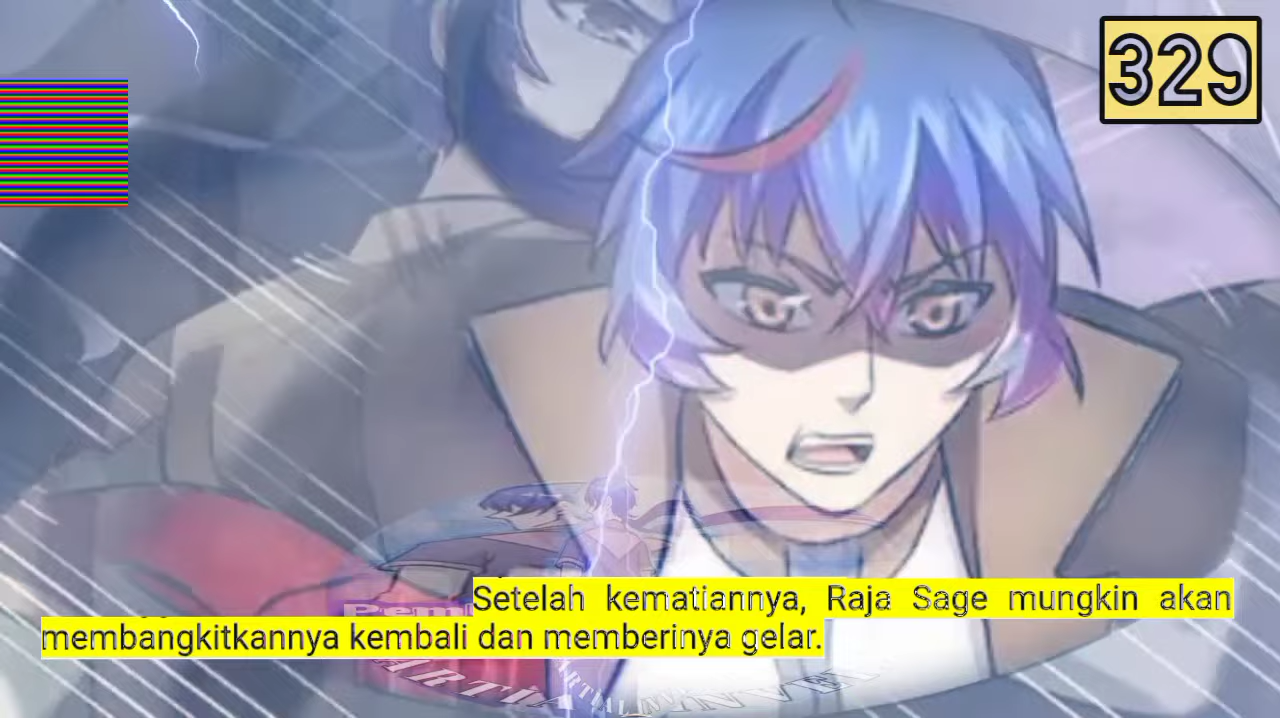 329
Setelah kematiannya, Raja Sage mungkin akan
membangkitkannya kembali dan memberinya gelar.